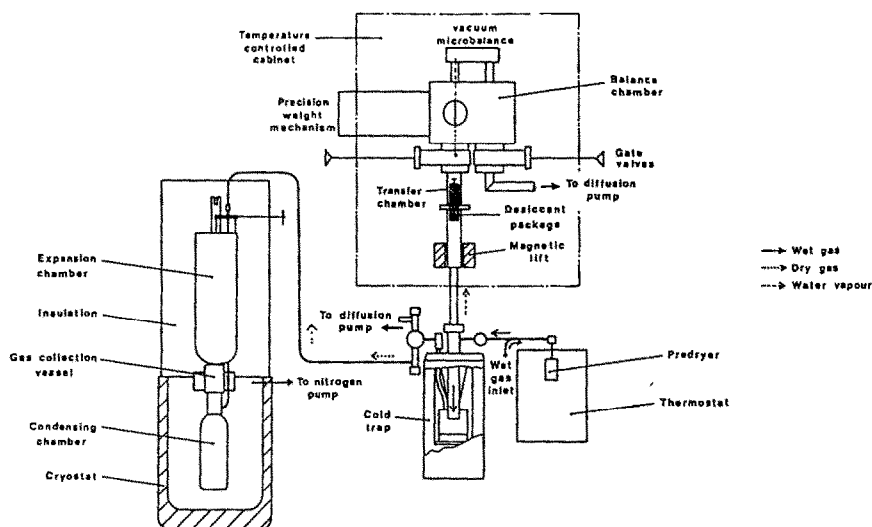 Temperature
controlled
cabinet
vacuum
microbalance
Balance
chamber
Precision
weight
mechanism
Gate
valves
To diffusion
pump
Transfer
chamber
Desiccant
package
Magnetic
lift
Expansion
chamber
Insulation
Gas collection
vessel
Condensing
chamber
Cryostat
To diffusion
pump
To nitrogen
pump
Cold
trap
Wet
gas
inlet
Predryer
Thermostat
Wet gas
Dry gas
Water vapour